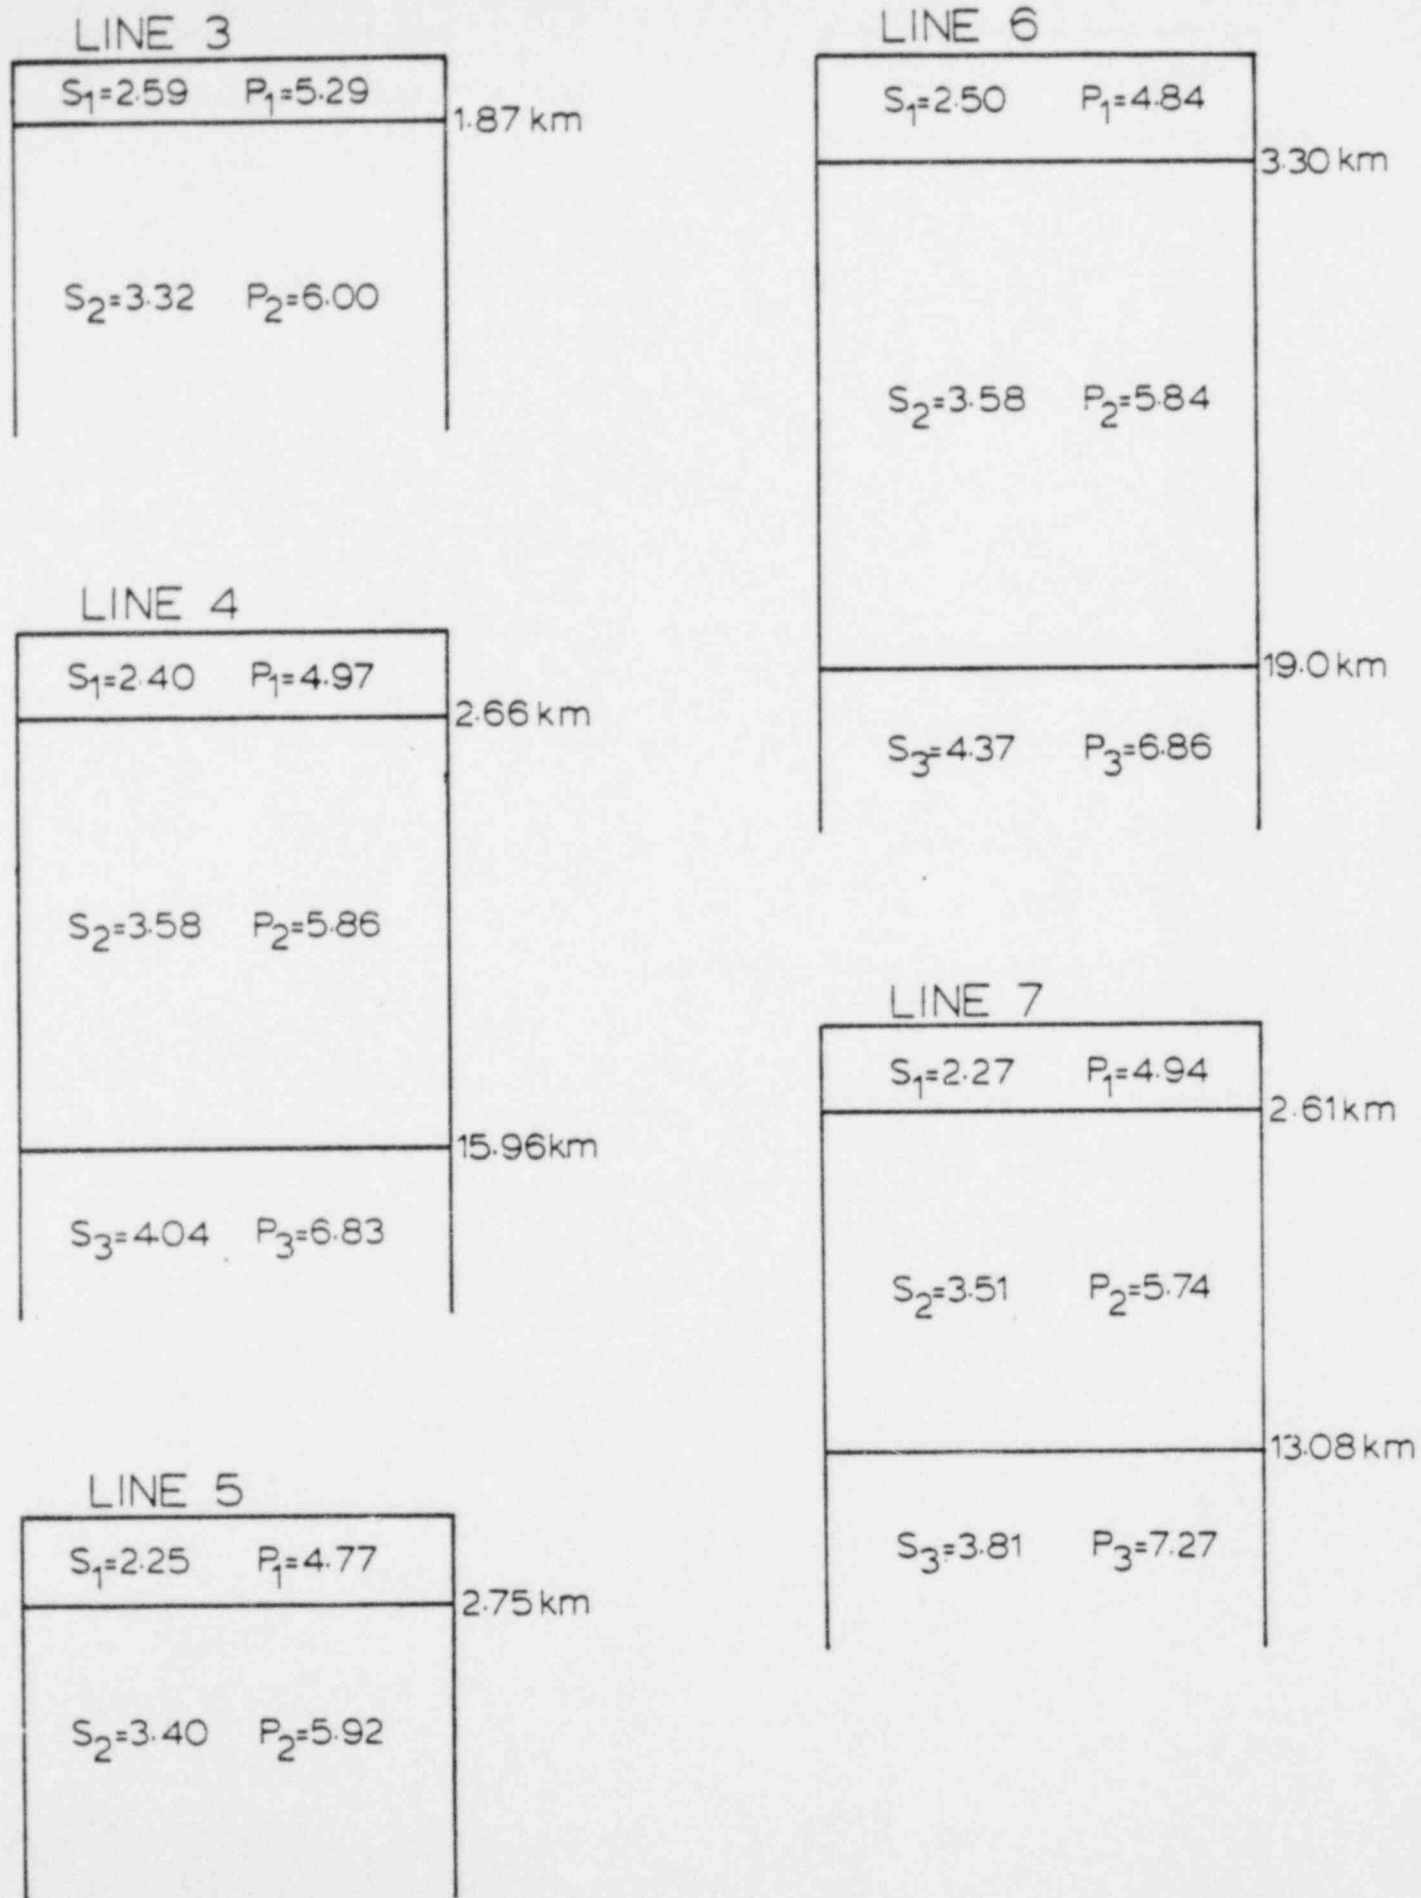 LINE 3
S₁=2.59 P₁=5.29
1.87 km
S₂=3.32 P₂=6.00
LINE 4
S₁=2.40 P₁=4.97
2.66 km
S₂=3.58 P₂=5.86
15.96 km
S₃=4.04 P₃=6.83
LINE 5
S₁=2.25 P₁=4.77
2.75 km
S₂=3.40 P₂=5.92
LINE 6
S₁=2.50 P₁=4.84
3.30 km
S₂=3.58 P₂=5.84
19.0 km
S₃=4.37 P₃=6.86
LINE 7
S₁=2.27 P₁=4.94
2.61 km
S₂=3.51 P₂=5.74
13.08 km
S₃=3.81 P₃=7.27